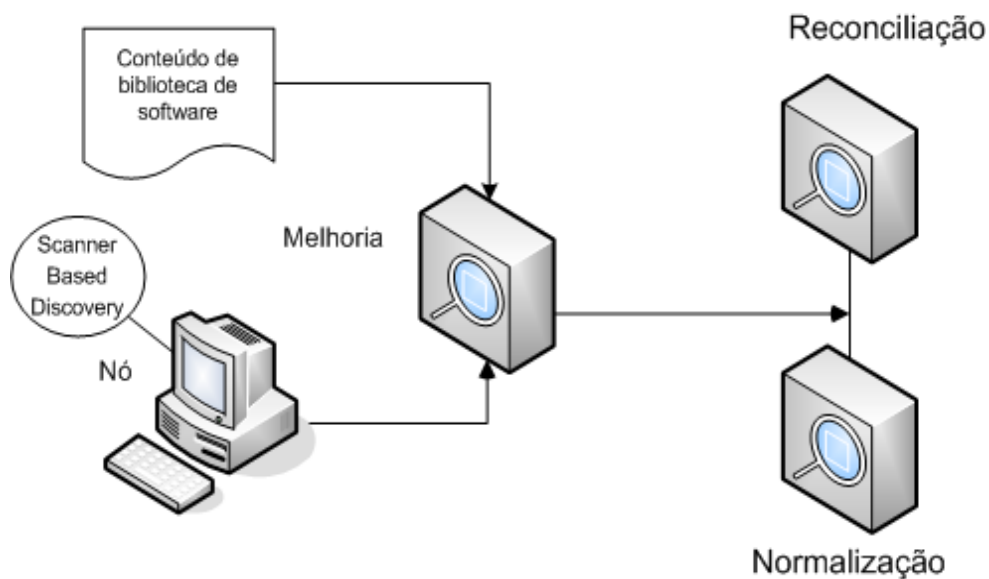 Reconciliação
Conteúdo de
biblioteca de
software
Melhoria
Scanner
Based
Discovery
Nó
Normalização